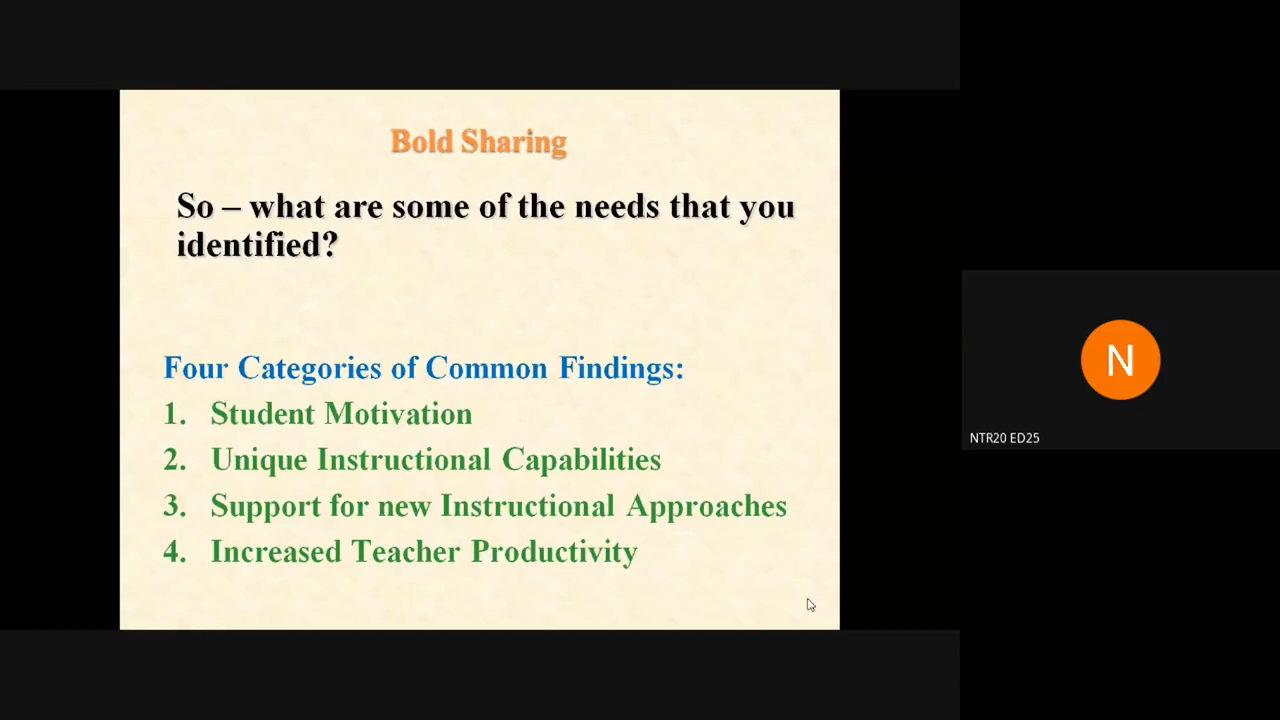 Bold Sharing
So – what are some of the needs that you
identified?
Four Categories of Common Findings:
1. Student Motivation
2. Unique Instructional Capabilities
3. Support for new Instructional Approaches
4. Increased Teacher Productivity
N
NTR20 ED25